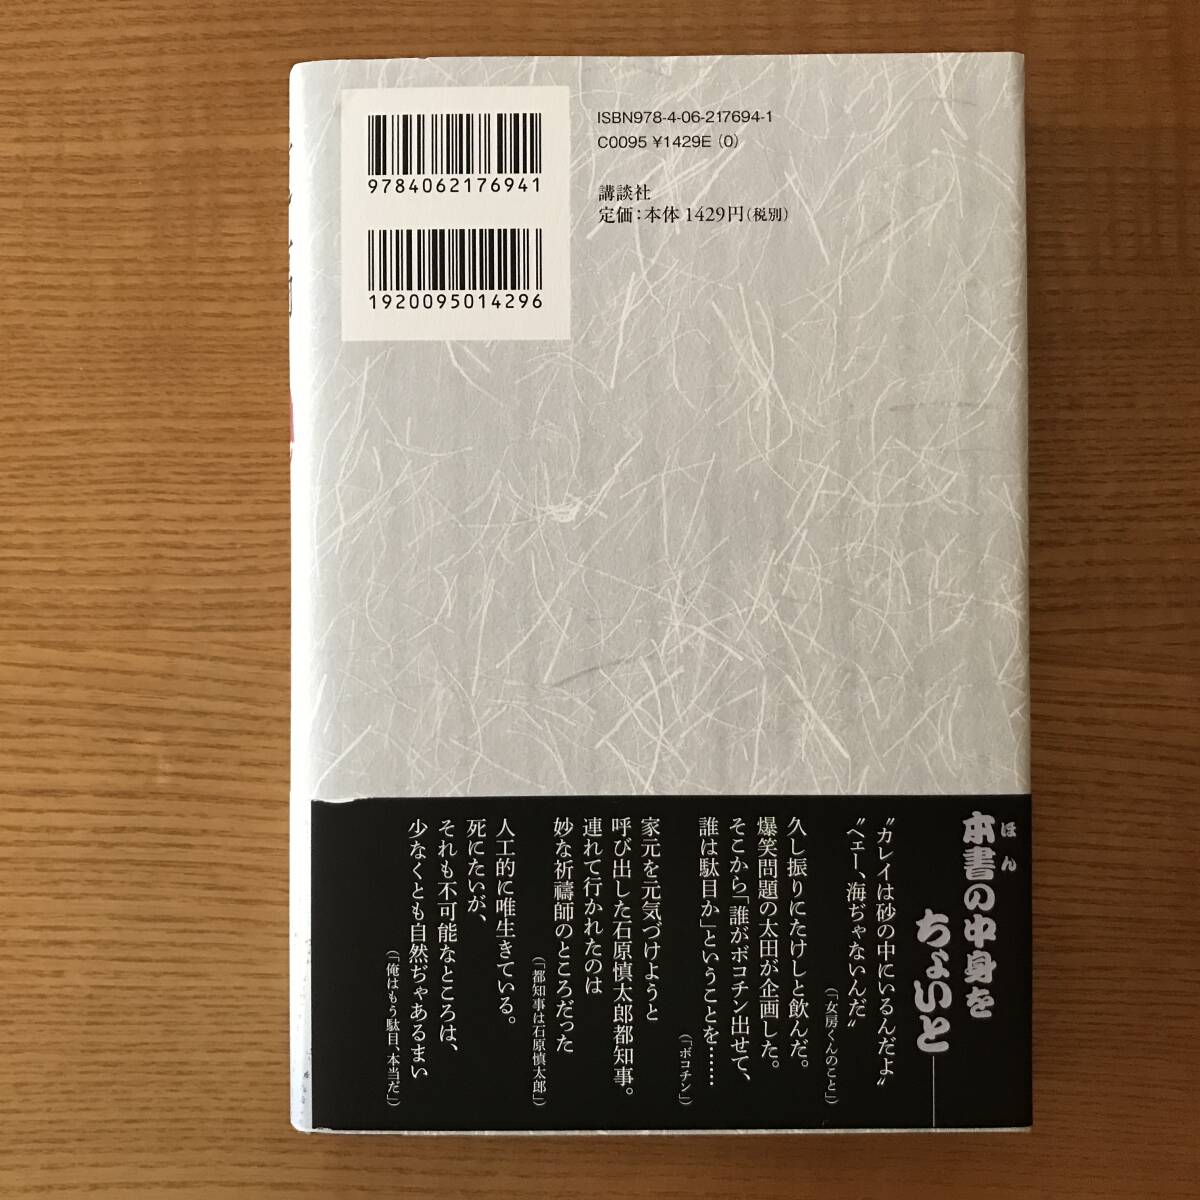 9784062176941
1920095014296
ISBN978-4-06-217694-1
C0095 ¥1429E (0)
講談社
定価：本体1429円(税別)
本書の中身を
ほん
ちょいと――
"カレイは砂の中にいるんだよ"
"へェー、海ぢゃないんだ"
(「女房くんのこと」)
久し振りにたけしと飲んだ。
爆笑問題の太田が企画した。
そこから「誰がボコチン出せて、
誰は駄目か」ということを……
(「ボコチン」)
家元を元気づけようと
呼び出した石原慎太郎都知事。
連れて行かれたのは
妙な祈禱師のところだった
(「都知事は石原慎太郎」)
人工的に唯生きている。
死にたいが、
それも不可能なところは、
少なくとも自然ぢゃあるまい
(「俺はもう駄目、本当だ」)